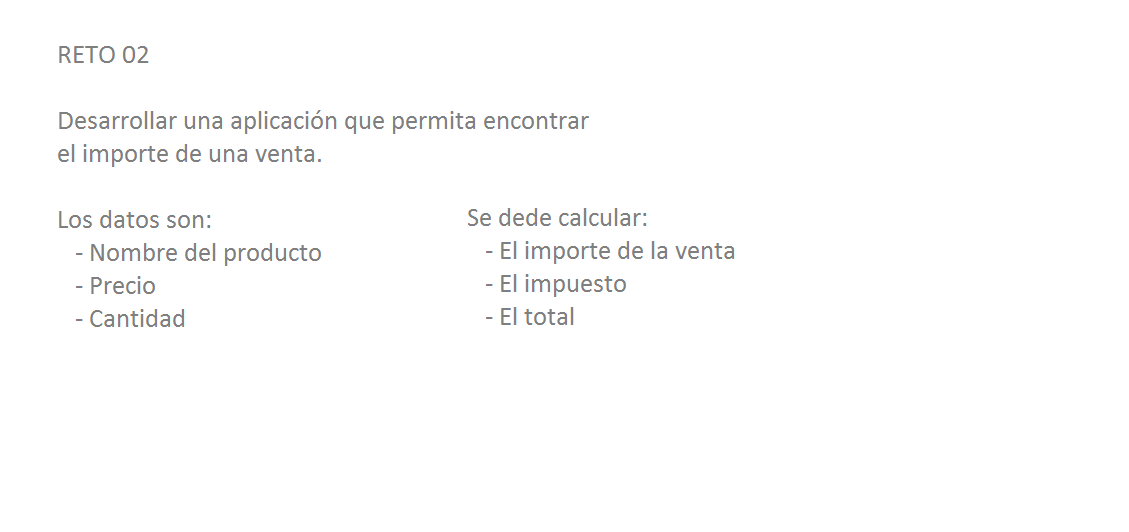 RETO 02
Desarrollar una aplicación que permita encontrar
el importe de una venta.
Los datos son:
- Nombre del producto
- Precio
- Cantidad
Se dede calcular:
- El importe de la venta
- El impuesto
- El total